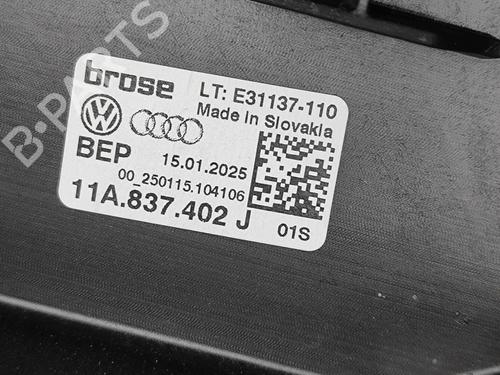 B-PARTS
brose LT: E31137-110
Made in Slovakia
BEP 15.01.2025
00_250115.104106
11A.837.402 J 01S